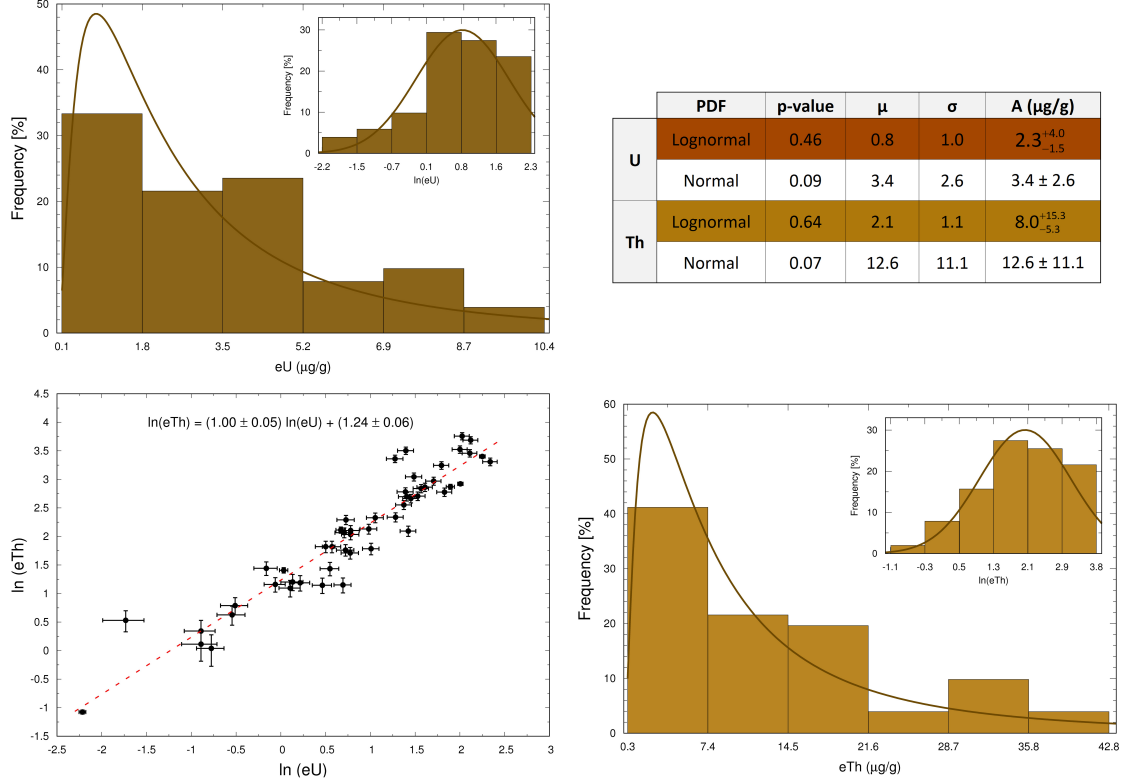 50
40
30
20
10
0
Frequency [%]
0.1 1.8 3.5 5.2 6.9 8.7 10.4
eU (µg/g)
30
20
10
0
Frequency [%]
-2.2 -1.5 -0.7 0.1 0.8 1.6 2.3
ln(eU)
PDF p-value µ σ A (µg/g)
U
Lognormal 0.46 0.8 1.0 2.3 +4.0 −1.5
Normal 0.09 3.4 2.6 3.4 ± 2.6
Th
Lognormal 0.64 2.1 1.1 8.0 +15.3 −5.3
Normal 0.07 12.6 11.1 12.6 ± 11.1
4.5
4
3.5
3
2.5
2
1.5
1
0.5
0
-0.5
-1
-1.5
ln (eTh)
ln(eTh) = (1.00 ± 0.05) ln(eU) + (1.24 ± 0.06)
-2.5 -2 -1.5 -1 -0.5 0 0.5 1 1.5 2 2.5 3
ln (eU)
60
50
40
30
20
10
0
Frequency [%]
0.3 7.4 14.5 21.6 28.7 35.8 42.8
eTh (µg/g)
30
20
10
0
Frequency [%]
-1.1 -0.3 0.5 1.3 2.1 2.9 3.8
ln(eTh)